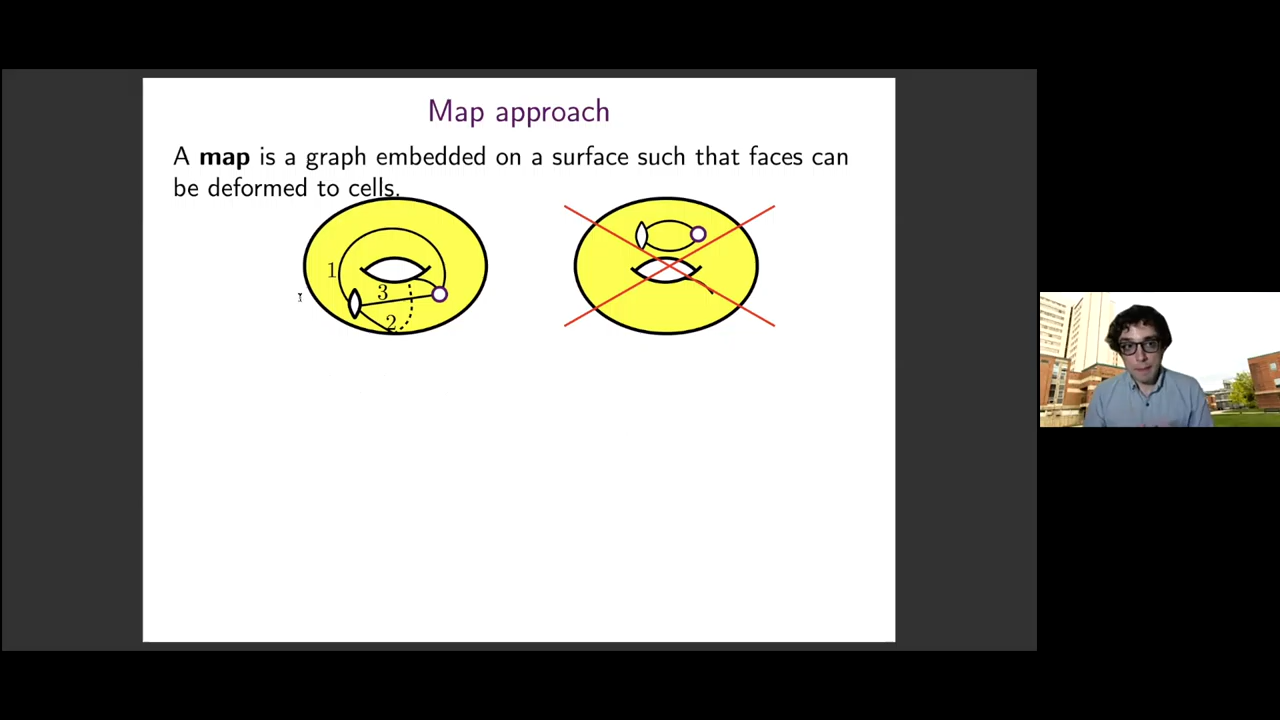 Map approach
A map is a graph embedded on a surface such that faces can
be deformed to cells.
1
3
2